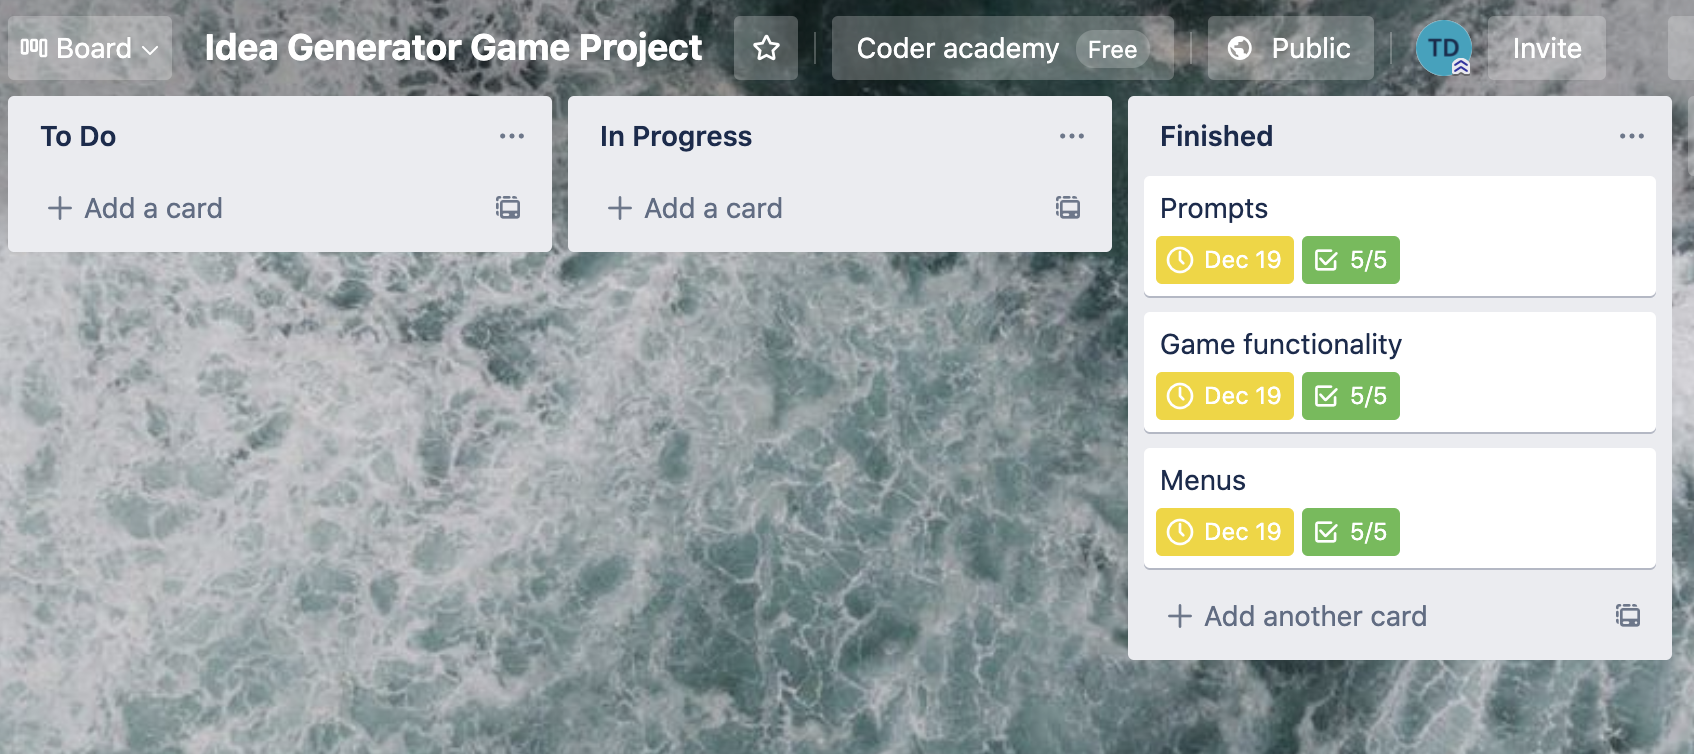 Board
Idea Generator Game Project
Coder academy Free
Public
TD
Invite
To Do
Add a card
In Progress
Add a card
Finished
Prompts
Dec 19 5/5
Game functionality
Dec 19 5/5
Menus
Dec 19 5/5
Add another card